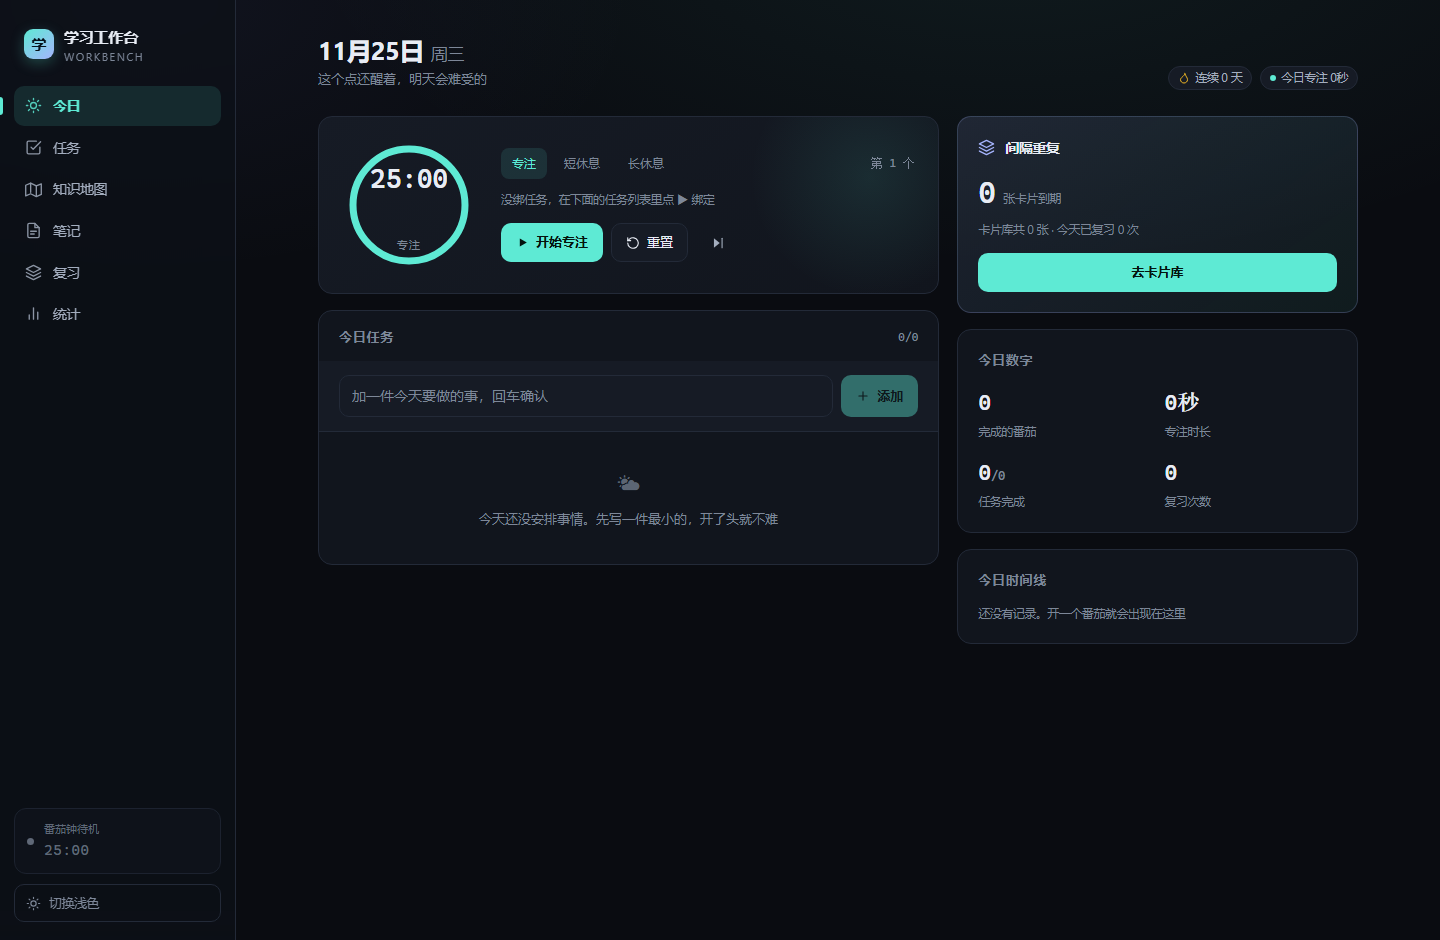 学
学习工作台
WORKBENCH
今日
任务
知识地图
笔记
复习
统计
番茄钟待机
25:00
切换浅色
11月25日 周三
这个点还醒着，明天会难受的
连续 0 天
今日专注 0秒
25:00
专注
专注 短休息 长休息
第 1 个
没绑任务，在下面的任务列表里点 ▶ 绑定
开始专注
重置
今日任务
0/0
加一件今天要做的事，回车确认
添加
今天还没安排事情。先写一件最小的，开了头就不难
间隔重复
0 张卡片到期
卡片库共 0 张 · 今天已复习 0 次
去卡片库
今日数字
0
完成的番茄
0秒
专注时长
0/0
任务完成
0
复习次数
今日时间线
还没有记录。开一个番茄就会出现在这里